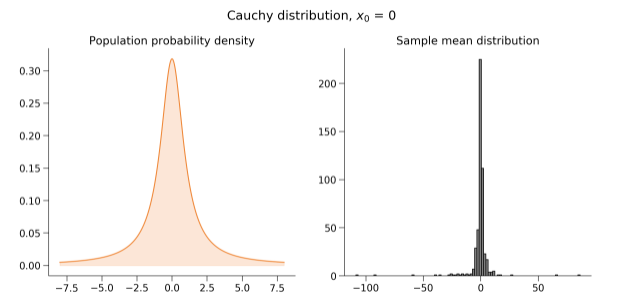 Cauchy distribution, x₀ = 0
Population probability density
0.30
0.25
0.20
0.15
0.10
0.05
0.00
−7.5 −5.0 −2.5 0.0 2.5 5.0 7.5
Sample mean distribution
200
150
100
50
0
−100 −50 0 50